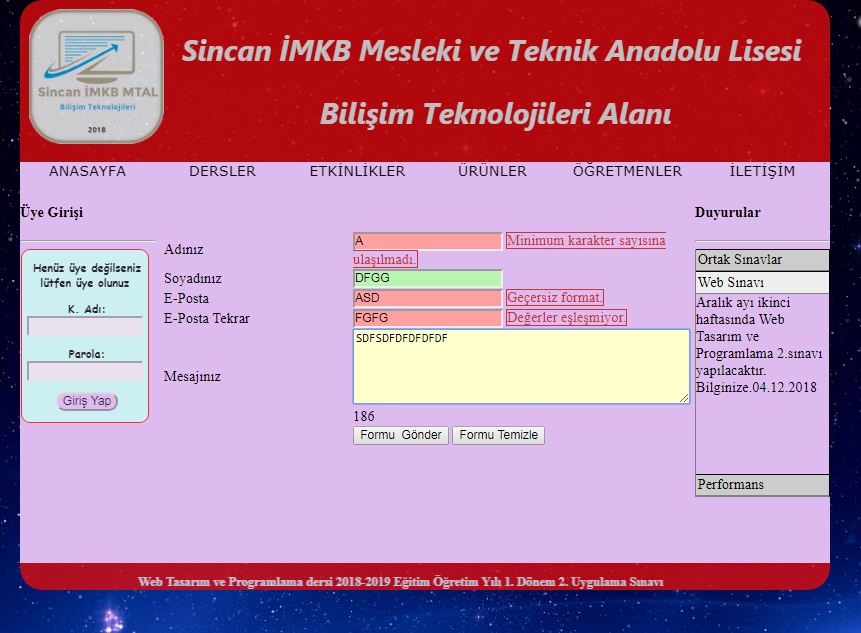 Sincan İMKB MTAL
Bilişim Teknolojileri
2018
Sincan İMKB Mesleki ve Teknik Anadolu Lisesi
Bilişim Teknolojileri Alanı
ANASAYFA DERSLER ETKİNLİKLER ÜRÜNLER ÖĞRETMENLER İLETİŞİM
Üye Girişi
Henüz üye değilseniz
lütfen üye olunuz
K. Adı:
Parola:
Giriş Yap
Adınız A Minimum karakter sayısına
ulaşılmadı.
Soyadınız DFGG
E-Posta ASD Geçersiz format.
E-Posta Tekrar FGFG Değerler eşleşmiyor.
Mesajınız SDFSDFDFDFDFDF
186
Formu Gönder Formu Temizle
Duyurular
Ortak Sınavlar
Web Sınavı
Aralık ayı ikinci
haftasında Web
Tasarım ve
Programlama 2.sınavı
yapılacaktır.
Bilginize.04.12.2018
Performans
Web Tasarım ve Programlama dersi 2018-2019 Eğitim Öğretim Yılı 1. Dönem 2. Uygulama Sınavı